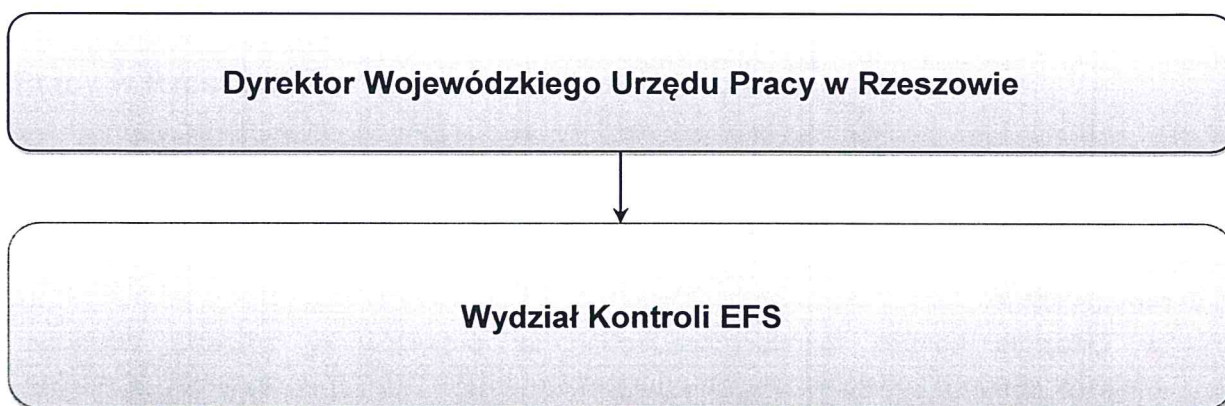 Dyrektor Wojewódzkiego Urzędu Pracy w Rzeszowie
Wydział Kontroli EFS